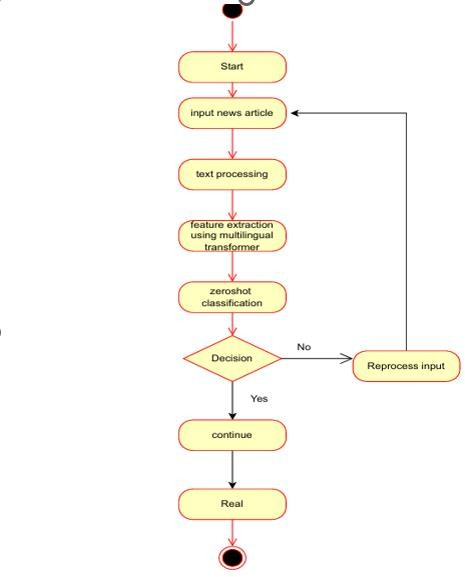 Start
input news article
text processing
feature extraction
using multilingual
transformer
zeroshot
classification
Decision
No
Reprocess input
Yes
continue
Real